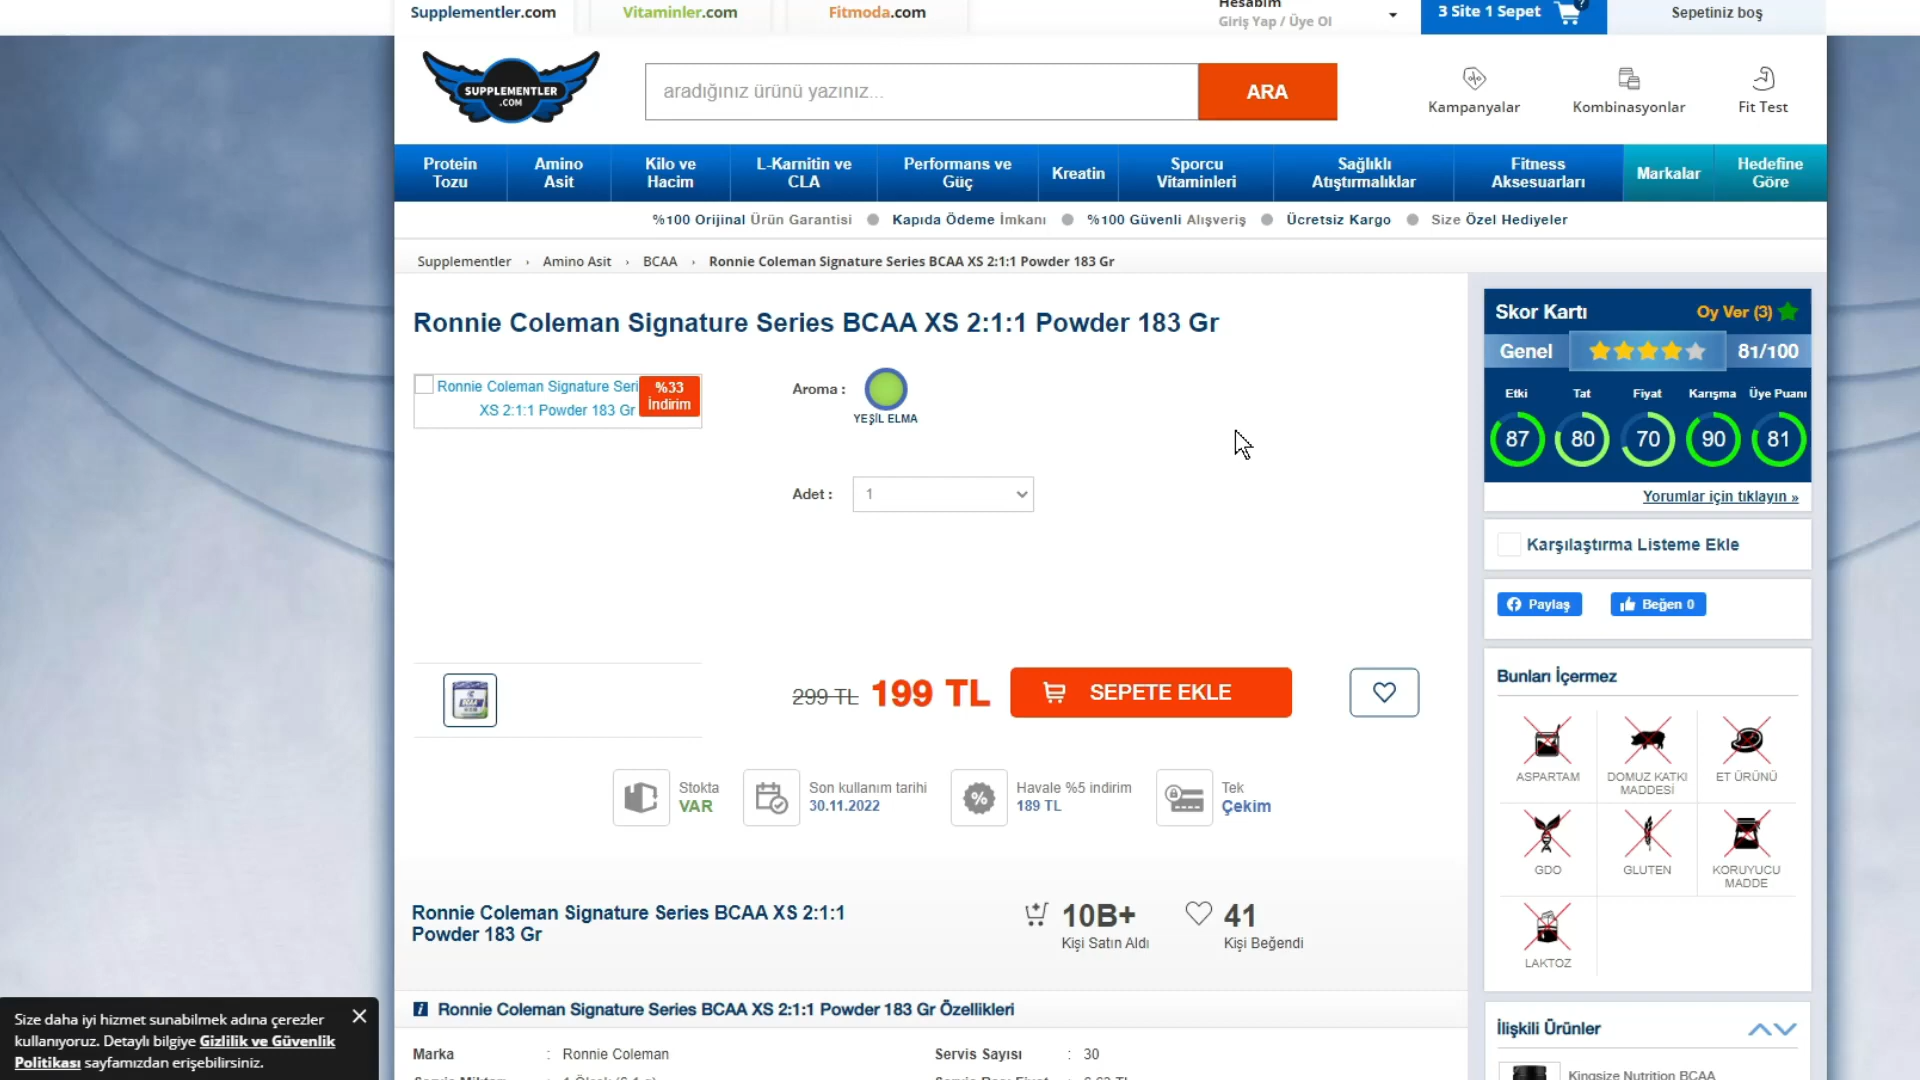 Supplementler.com
Vitaminler.com
Fitmoda.com
Hesabım
Giriş Yap / Üye Ol
3 Site 1 Sepet
?
Sepetiniz boş
SUPPLEMENTLER
.COM
aradığınız ürünü yazınız...
ARA
Kampanyalar
Kombinasyonlar
Fit Test
Protein
Tozu
Amino
Asit
Kilo ve
Hacim
L-Karnitin ve
CLA
Performans ve
Güç
Kreatin
Sporcu
Vitaminleri
Sağlıklı
Atıştırmalıklar
Fitness
Aksesuarları
Markalar
Hedefine
Göre
%100 Orijinal Ürün Garantisi
Kapıda Ödeme İmkanı
%100 Güvenli Alışveriş
Ücretsiz Kargo
Size Özel Hediyeler
Supplementler › Amino Asit › BCAA › Ronnie Coleman Signature Series BCAA XS 2:1:1 Powder 183 Gr
Ronnie Coleman Signature Series BCAA XS 2:1:1 Powder 183 Gr
Ronnie Coleman Signature Seri
XS 2:1:1 Powder 183 Gr
%33
İndirim
Aroma :
YEŞİL ELMA
Adet :
1
299 TL
199 TL
SEPETE EKLE
Stokta
VAR
Son kullanım tarihi
30.11.2022
Havale %5 indirim
189 TL
Tek
Çekim
Ronnie Coleman Signature Series BCAA XS 2:1:1
Powder 183 Gr
10B+
Kişi Satın Aldı
41
Kişi Beğendi
Ronnie Coleman Signature Series BCAA XS 2:1:1 Powder 183 Gr Özellikleri
Marka : Ronnie Coleman
Servis Sayısı : 30
Skor Kartı
Oy Ver (3)
Genel
81/100
Etki
Tat
Fiyat
Karışma
Üye Puanı
87
80
70
90
81
Yorumlar için tıklayın »
Karşılaştırma Listeme Ekle
Paylaş
Beğen 0
Bunları İçermez
ASPARTAM
DOMUZ KATKI
MADDESİ
ET ÜRÜNÜ
GDO
GLUTEN
KORUYUCU
MADDE
LAKTOZ
İlişkili Ürünler
Kingsize Nutrition BCAA
Size daha iyi hizmet sunabilmek adına çerezler
kullanıyoruz. Detaylı bilgiye Gizlilik ve Güvenlik
Politikası sayfamızdan erişebilirsiniz.